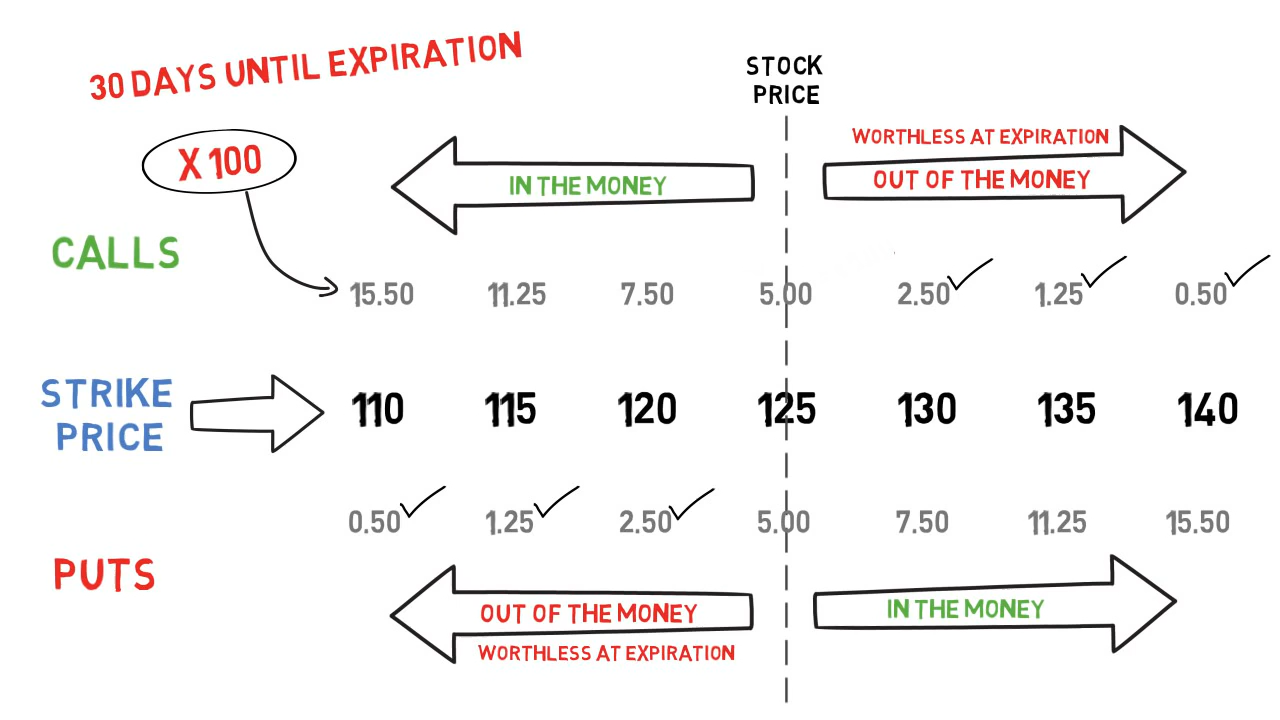 30 DAYS UNTIL EXPIRATION
STOCK
PRICE
X 100
WORTHLESS AT EXPIRATION
IN THE MONEY
OUT OF THE MONEY
CALLS
15.50 11.25 7.50 5.00 2.50 1.25 0.50
STRIKE
PRICE
110 115 120 125 130 135 140
0.50 1.25 2.50 5.00 7.50 11.25 15.50
PUTS
OUT OF THE MONEY
IN THE MONEY
WORTHLESS AT EXPIRATION